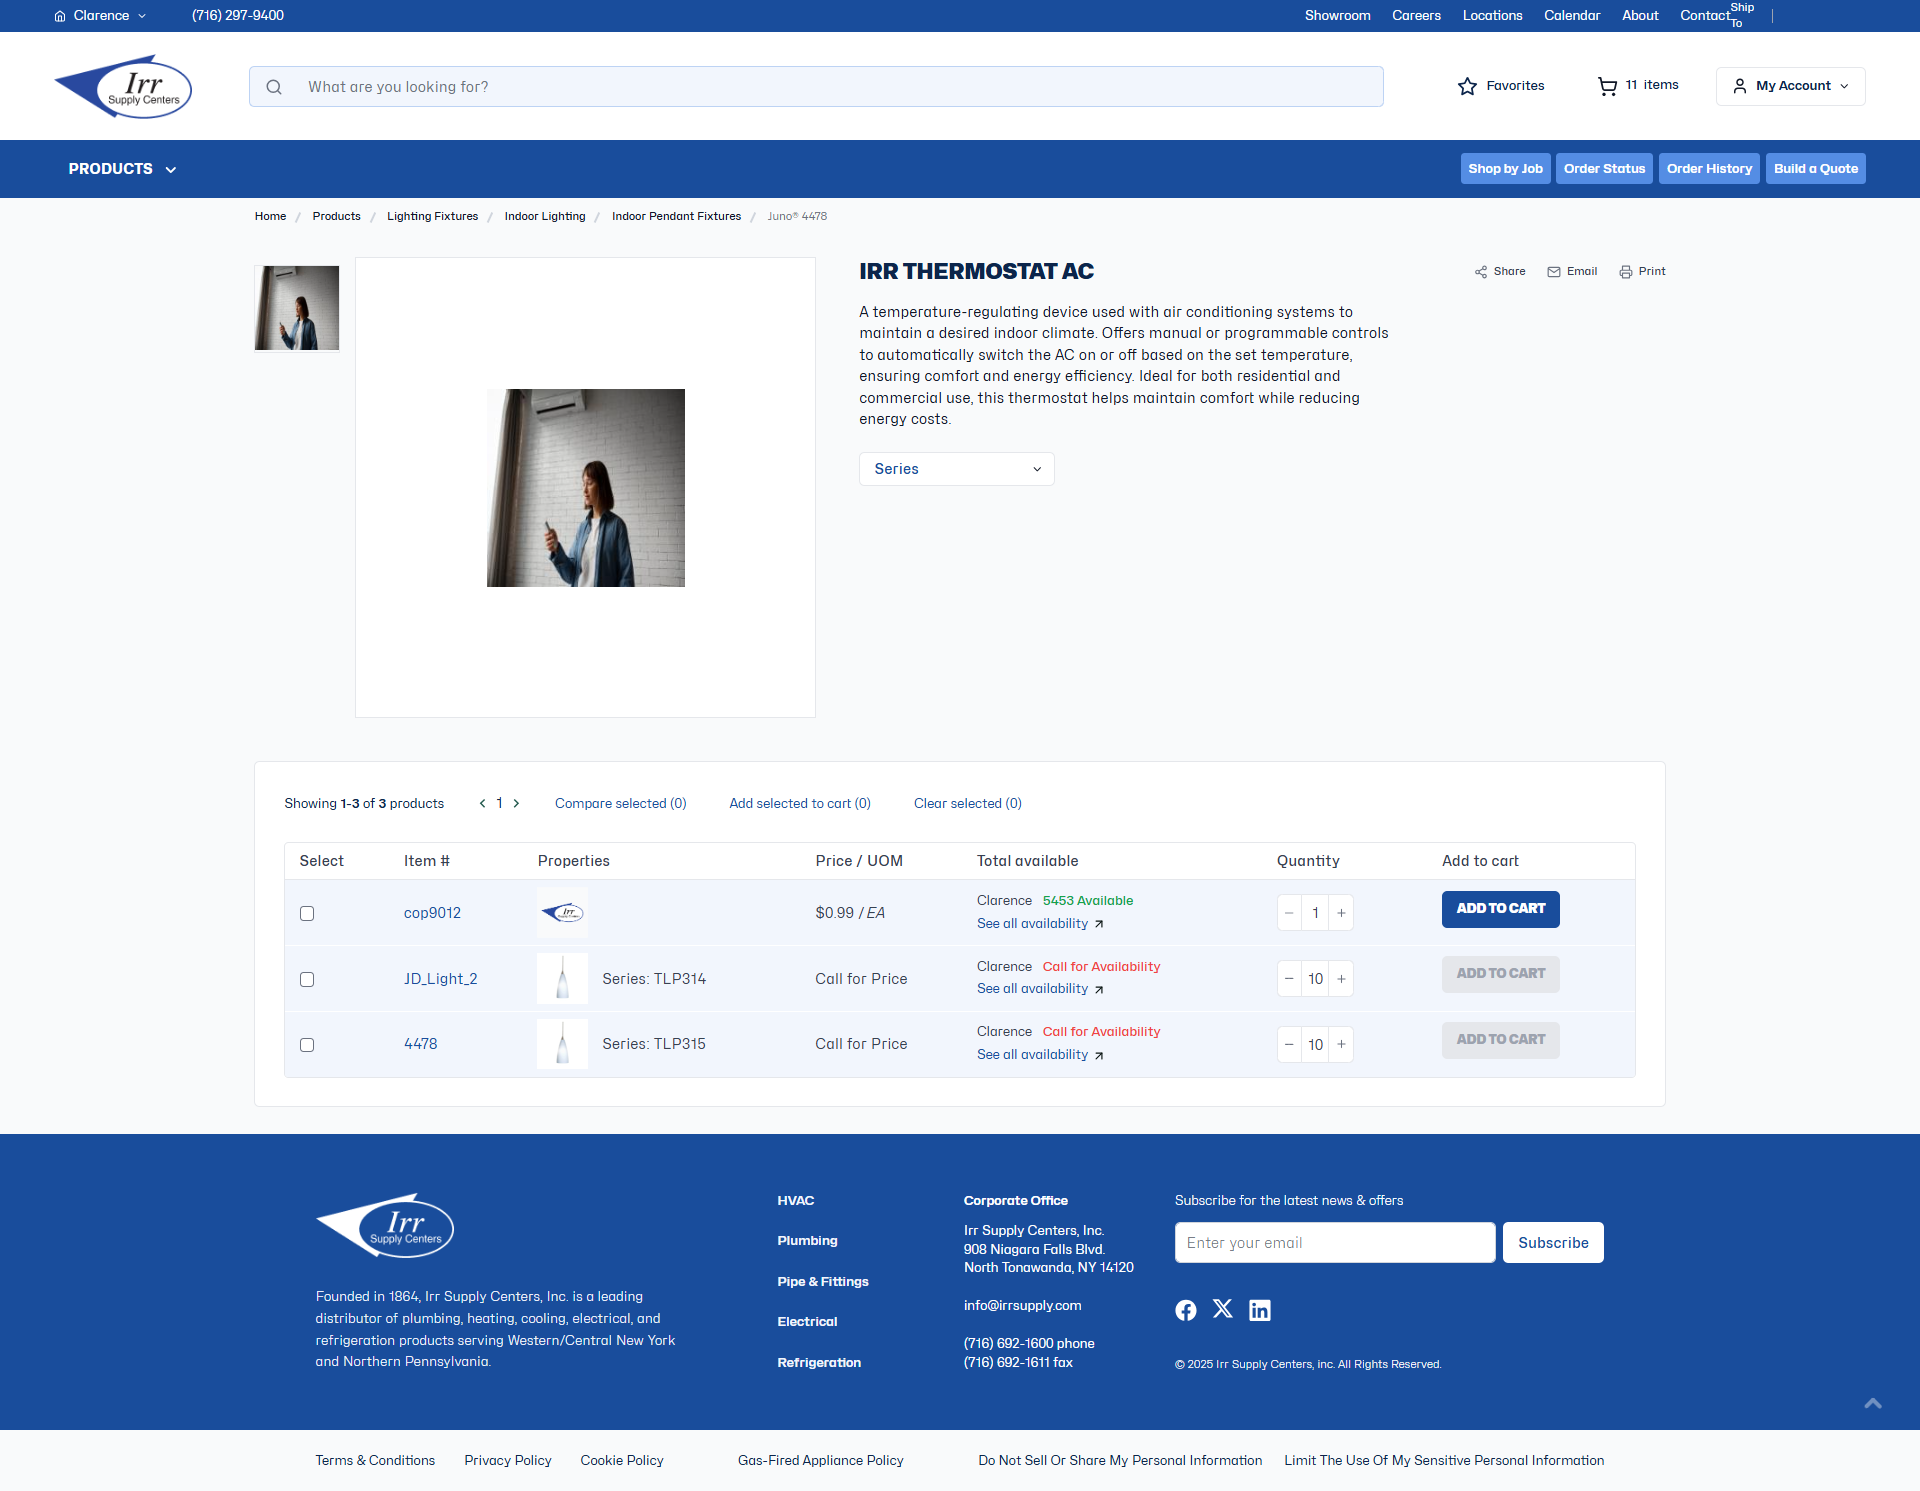 Clarence
(716) 297-9400
Showroom
Careers
Locations
Calendar
About
Contact
Ship To
Irr
Supply Centers
What are you looking for?
Favorites
11 items
My Account
PRODUCTS
Shop by Job
Order Status
Order History
Build a Quote
Home / Products / Lighting Fixtures / Indoor Lighting / Indoor Pendant Fixtures / Juno® 4478
IRR THERMOSTAT AC
Share
Email
Print
A temperature-regulating device used with air conditioning systems to
maintain a desired indoor climate. Offers manual or programmable controls
to automatically switch the AC on or off based on the set temperature,
ensuring comfort and energy efficiency. Ideal for both residential and
commercial use, this thermostat helps maintain comfort while reducing
energy costs.
Series
Showing 1-3 of 3 products
1
Compare selected (0)
Add selected to cart (0)
Clear selected (0)
Select
Item #
Properties
Price / UOM
Total available
Quantity
Add to cart
cop9012
Irr
$0.99 / EA
Clarence 5453 Available
See all availability
1
ADD TO CART
JD_Light_2
Series: TLP314
Call for Price
Clarence Call for Availability
See all availability
10
ADD TO CART
4478
Series: TLP315
Call for Price
Clarence Call for Availability
See all availability
10
ADD TO CART
Irr
Supply Centers
Founded in 1864, Irr Supply Centers, Inc. is a leading
distributor of plumbing, heating, cooling, electrical, and
refrigeration products serving Western/Central New York
and Northern Pennsylvania.
HVAC
Plumbing
Pipe & Fittings
Electrical
Refrigeration
Corporate Office
Irr Supply Centers, Inc.
908 Niagara Falls Blvd.
North Tonawanda, NY 14120
info@irrsupply.com
(716) 692-1600 phone
(716) 692-1611 fax
Subscribe for the latest news & offers
Enter your email
Subscribe
© 2025 Irr Supply Centers, inc. All Rights Reserved.
Terms & Conditions
Privacy Policy
Cookie Policy
Gas-Fired Appliance Policy
Do Not Sell Or Share My Personal Information
Limit The Use Of My Sensitive Personal Information